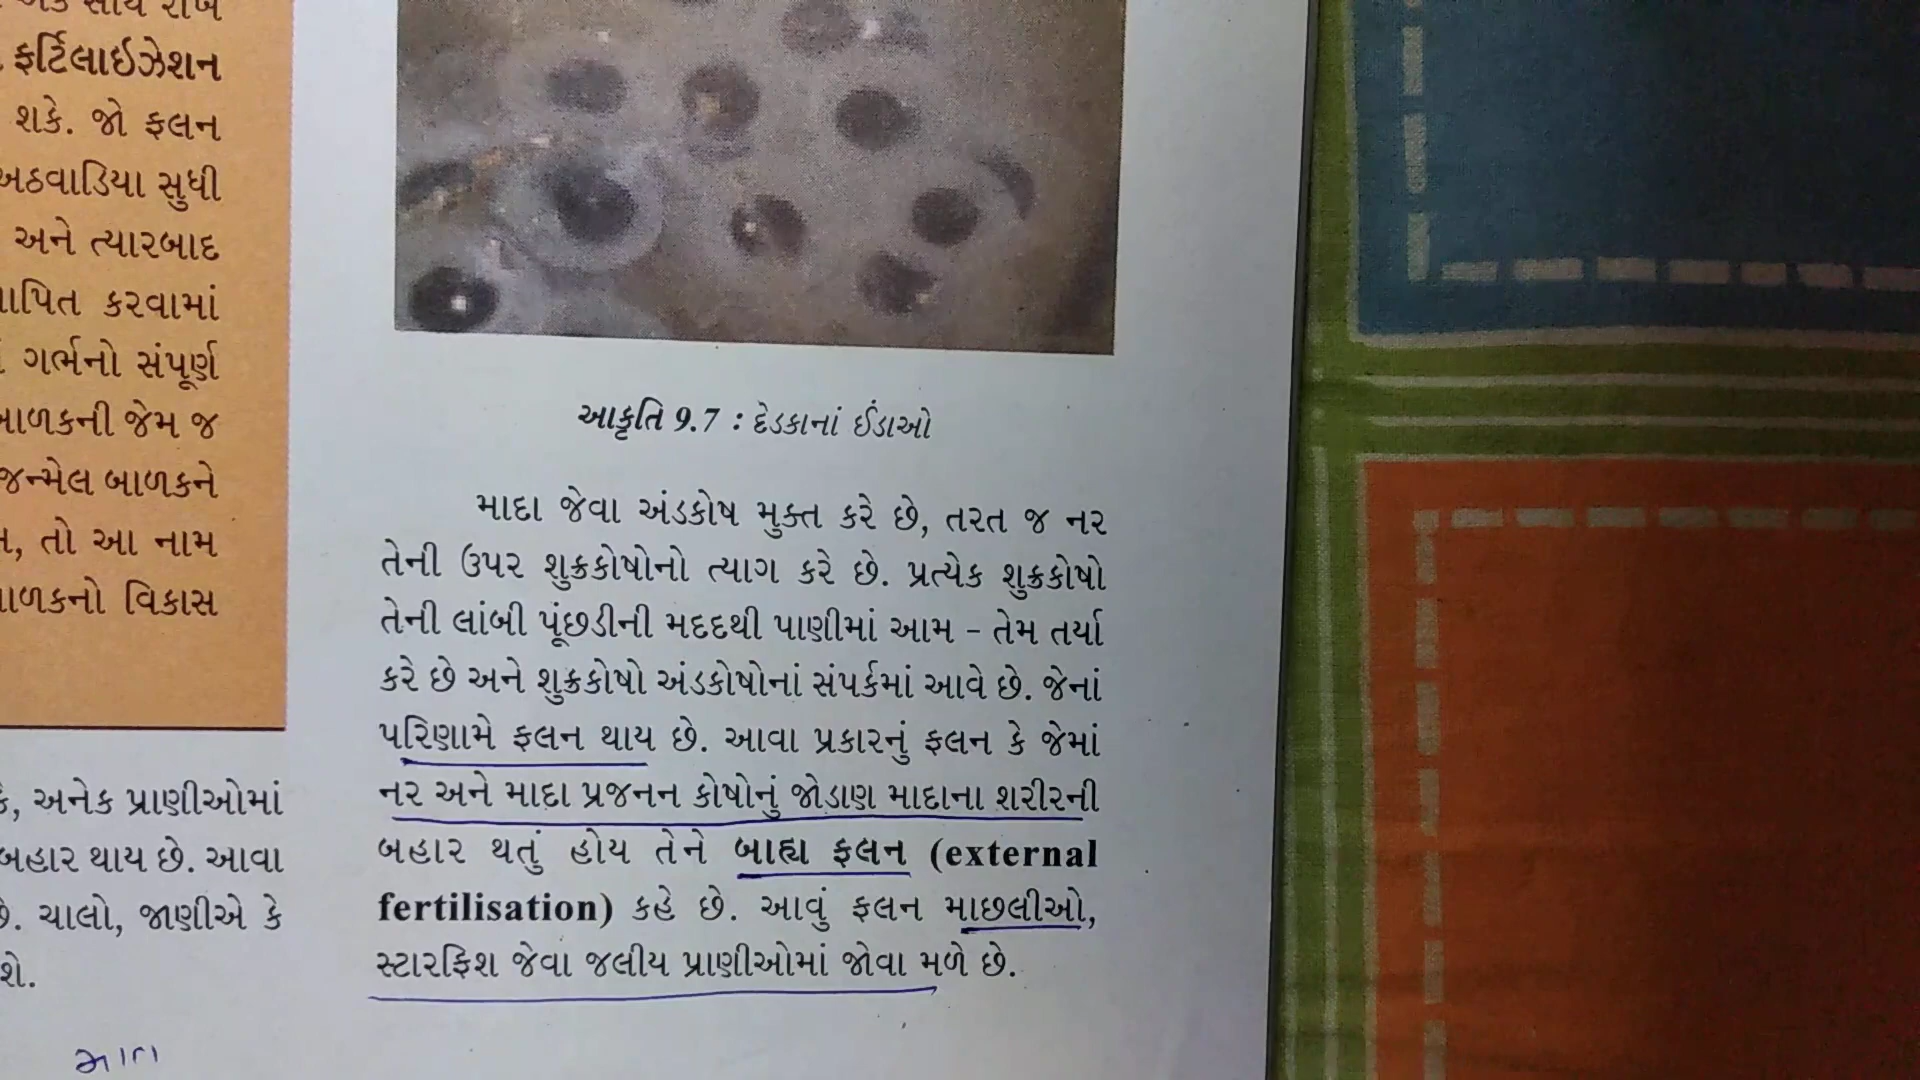 ફર્ટિલાઇઝેશન
શકે. જો ફલન
અઠવાડિયા સુધી
અને ત્યારબાદ
કરવામાં
ગર્ભનો સંપૂર્ણ
બાળકની જેમ જ
જન્મેલ બાળકને
તો આ નામ
બાળકનો વિકાસ
અનેક પ્રાણીઓમાં
બહાર થાય છે. આવા
છે. ચાલો, જાણીએ કે
આકૃતિ 9.7 : દેડકાનાં ઈંડાઓ
માદા જેવા અંડકોષ મુક્ત કરે છે, તરત જ નર
તેની ઉપર શુક્રકોષોનો ત્યાગ કરે છે. પ્રત્યેક શુક્રકોષો
તેની લાંબી પૂંછડીની મદદથી પાણીમાં આમ – તેમ તર્યા
કરે છે અને શુક્રકોષો અંડકોષોનાં સંપર્કમાં આવે છે. જેનાં
પરિણામે ફલન થાય છે. આવા પ્રકારનું ફલન કે જેમાં
નર અને માદા પ્રજનન કોષોનું જોડાણ માદાના શરીરની
બહાર થતું હોય તેને બાહ્ય ફલન (external
fertilisation) કહે છે. આવું ફલન માછલીઓ,
સ્ટારફિશ જેવા જલીય પ્રાણીઓમાં જોવા મળે છે.